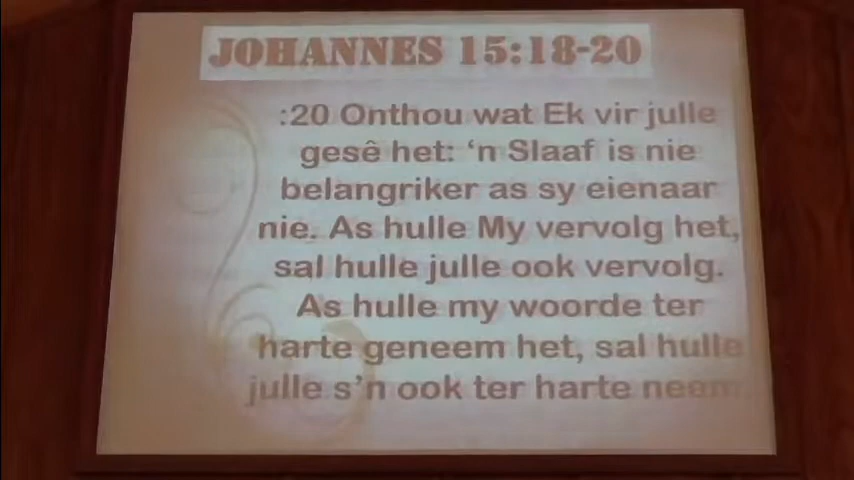 JOHANNES 15:18-20
:20 Onthou wat Ek vir julle
gesê het: ‘n Slaaf is nie
belangriker as sy eienaar
nie. As hulle My vervolg het,
sal hulle julle ook vervolg.
As hulle my woorde ter
harte geneem het, sal hulle
julle s’n ook ter harte neem.